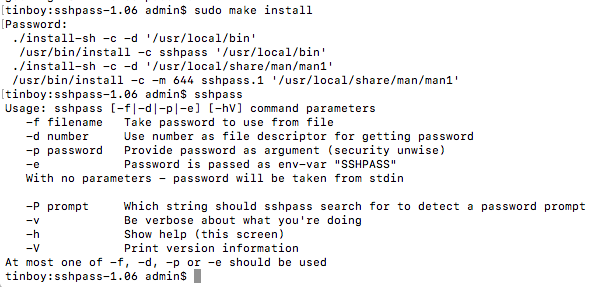 [tinboy:sshpass-1.06 admin$ sudo make install
[Password:
 ./install-sh -c -d '/usr/local/bin'
  /usr/bin/install -c sshpass '/usr/local/bin'
 ./install-sh -c -d '/usr/local/share/man/man1'
 /usr/bin/install -c -m 644 sshpass.1 '/usr/local/share/man/man1'
[tinboy:sshpass-1.06 admin$ sshpass
Usage: sshpass [-f|-d|-p|-e] [-hV] command parameters
   -f filename   Take password to use from file
   -d number     Use number as file descriptor for getting password
   -p password   Provide password as argument (security unwise)
   -e            Password is passed as env-var "SSHPASS"
   With no parameters - password will be taken from stdin

   -P prompt     Which string should sshpass search for to detect a password prompt
   -v            Be verbose about what you're doing
   -h            Show help (this screen)
   -V            Print version information
At most one of -f, -d, -p or -e should be used
tinboy:sshpass-1.06 admin$